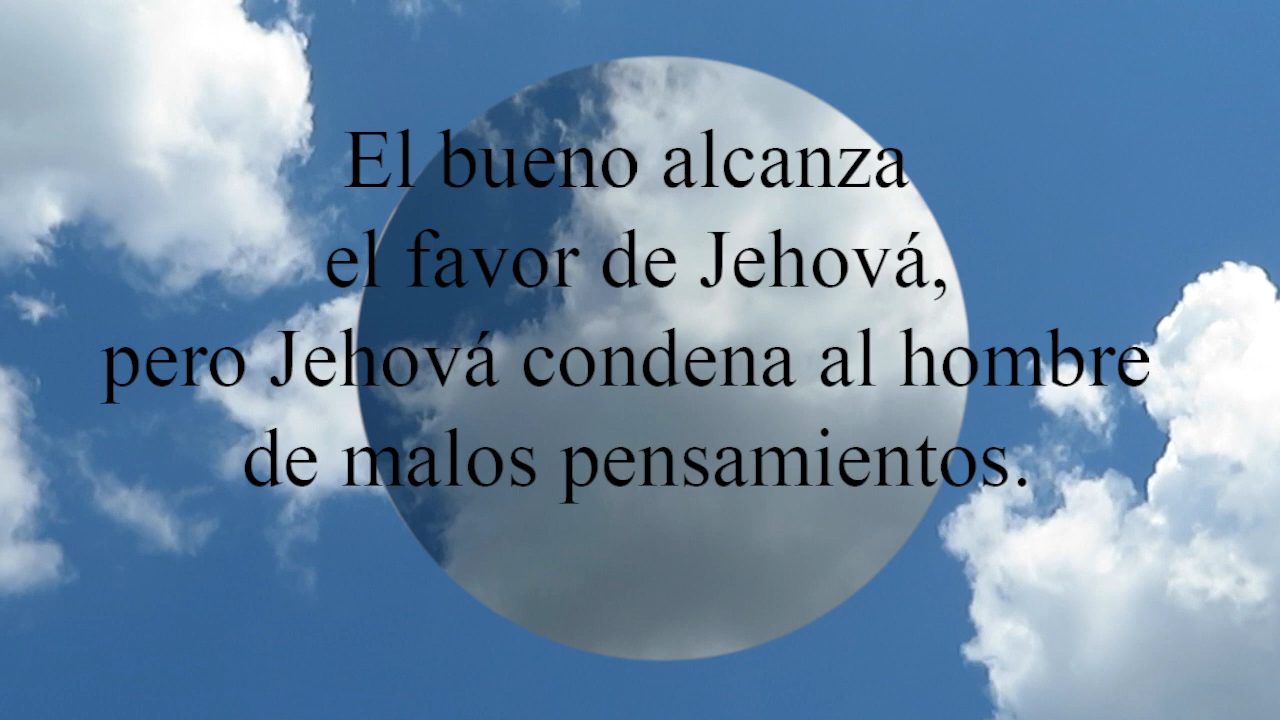 El bueno alcanza
el favor de Jehová,
pero Jehová condena al hombre
de malos pensamientos.